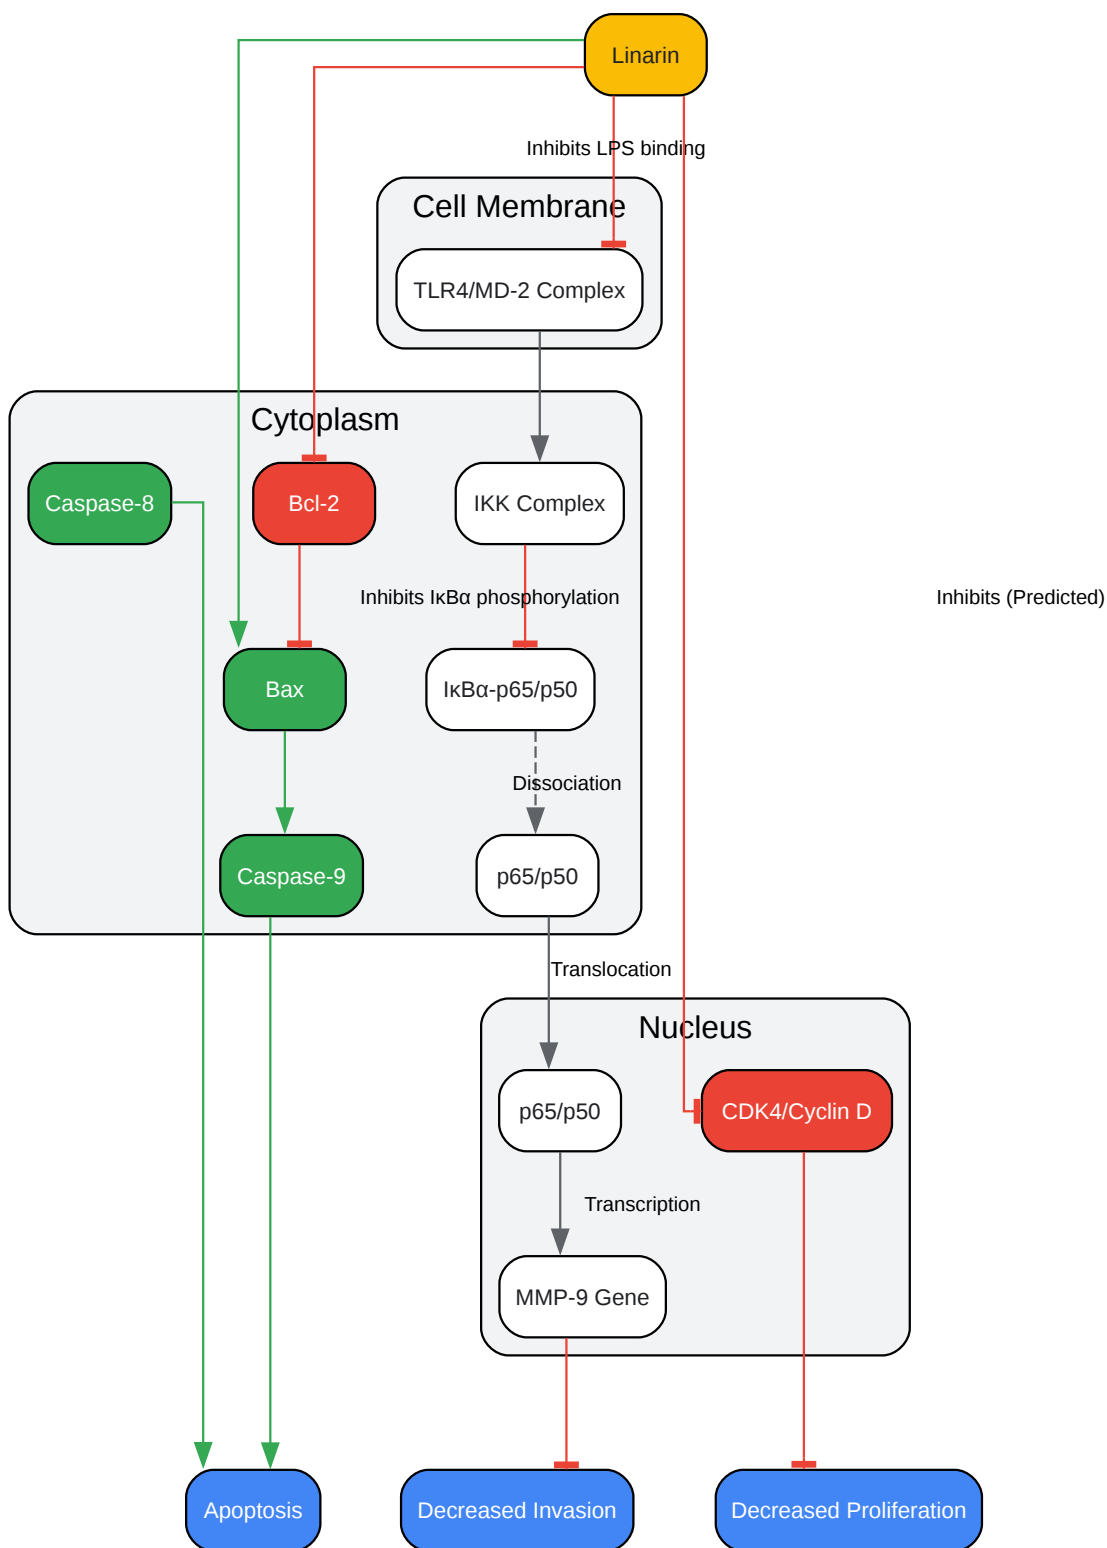 Linarin
Inhibits LPS binding
Cell Membrane
TLR4/MD-2 Complex
Cytoplasm
Caspase-8
Bcl-2
IKK Complex
Inhibits IκBα phosphorylation
Inhibits (Predicted)
Bax
IκBα-p65/p50
Dissociation
Caspase-9
p65/p50
Translocation
Nucleus
p65/p50
CDK4/Cyclin D
Transcription
MMP-9 Gene
Apoptosis
Decreased Invasion
Decreased Proliferation